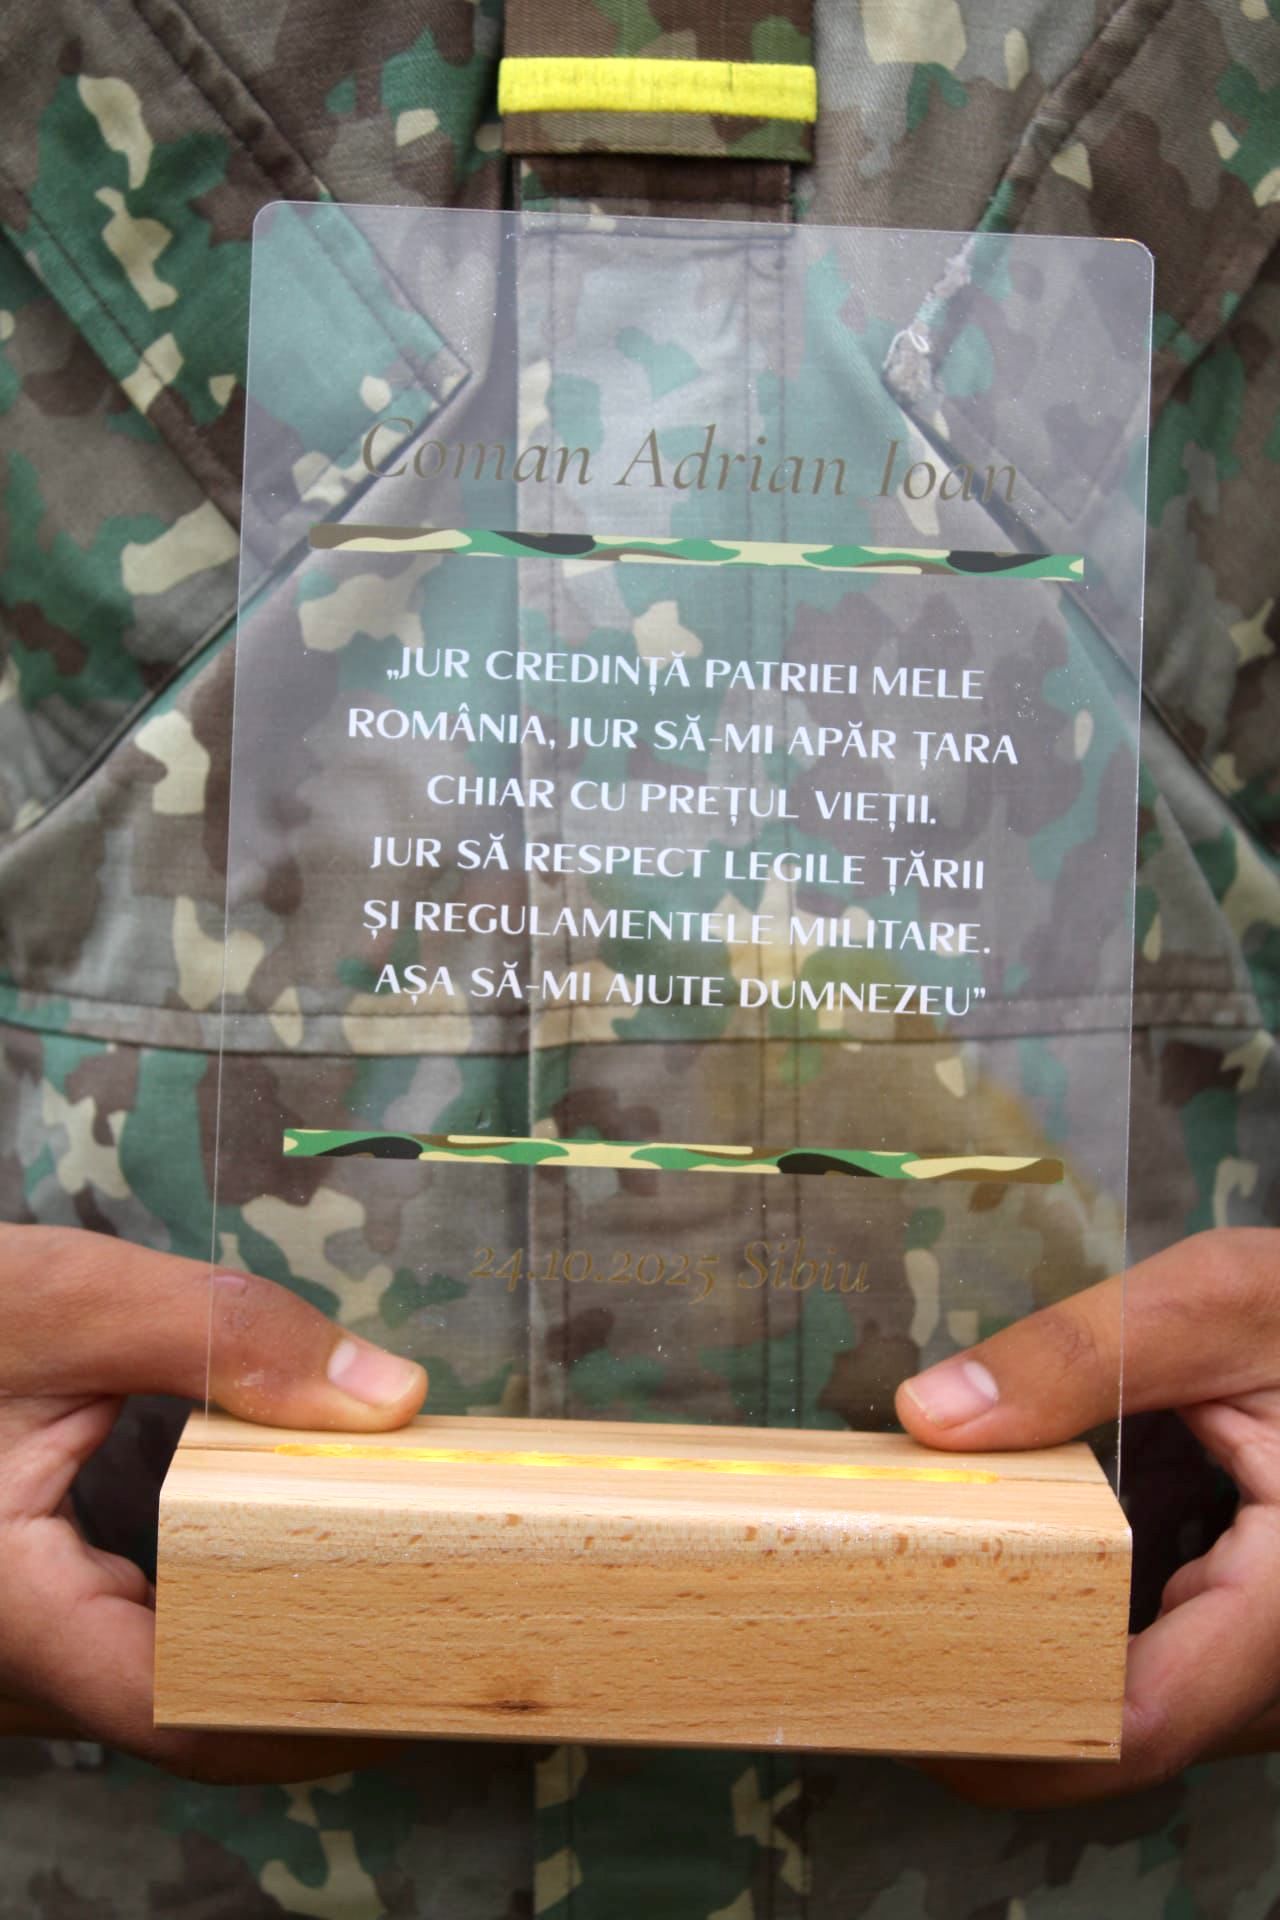 Coman Adrian Ioan
„JUR CREDINȚĂ PATRIEI MELE
ROMÂNIA, JUR SĂ-MI APĂR ȚARA
CHIAR CU PREȚUL VIEȚII.
JUR SĂ RESPECT LEGILE ȚĂRII
ȘI REGULAMENTELE MILITARE.
AȘA SĂ-MI AJUTE DUMNEZEU”
24.10.2025 Sibiu